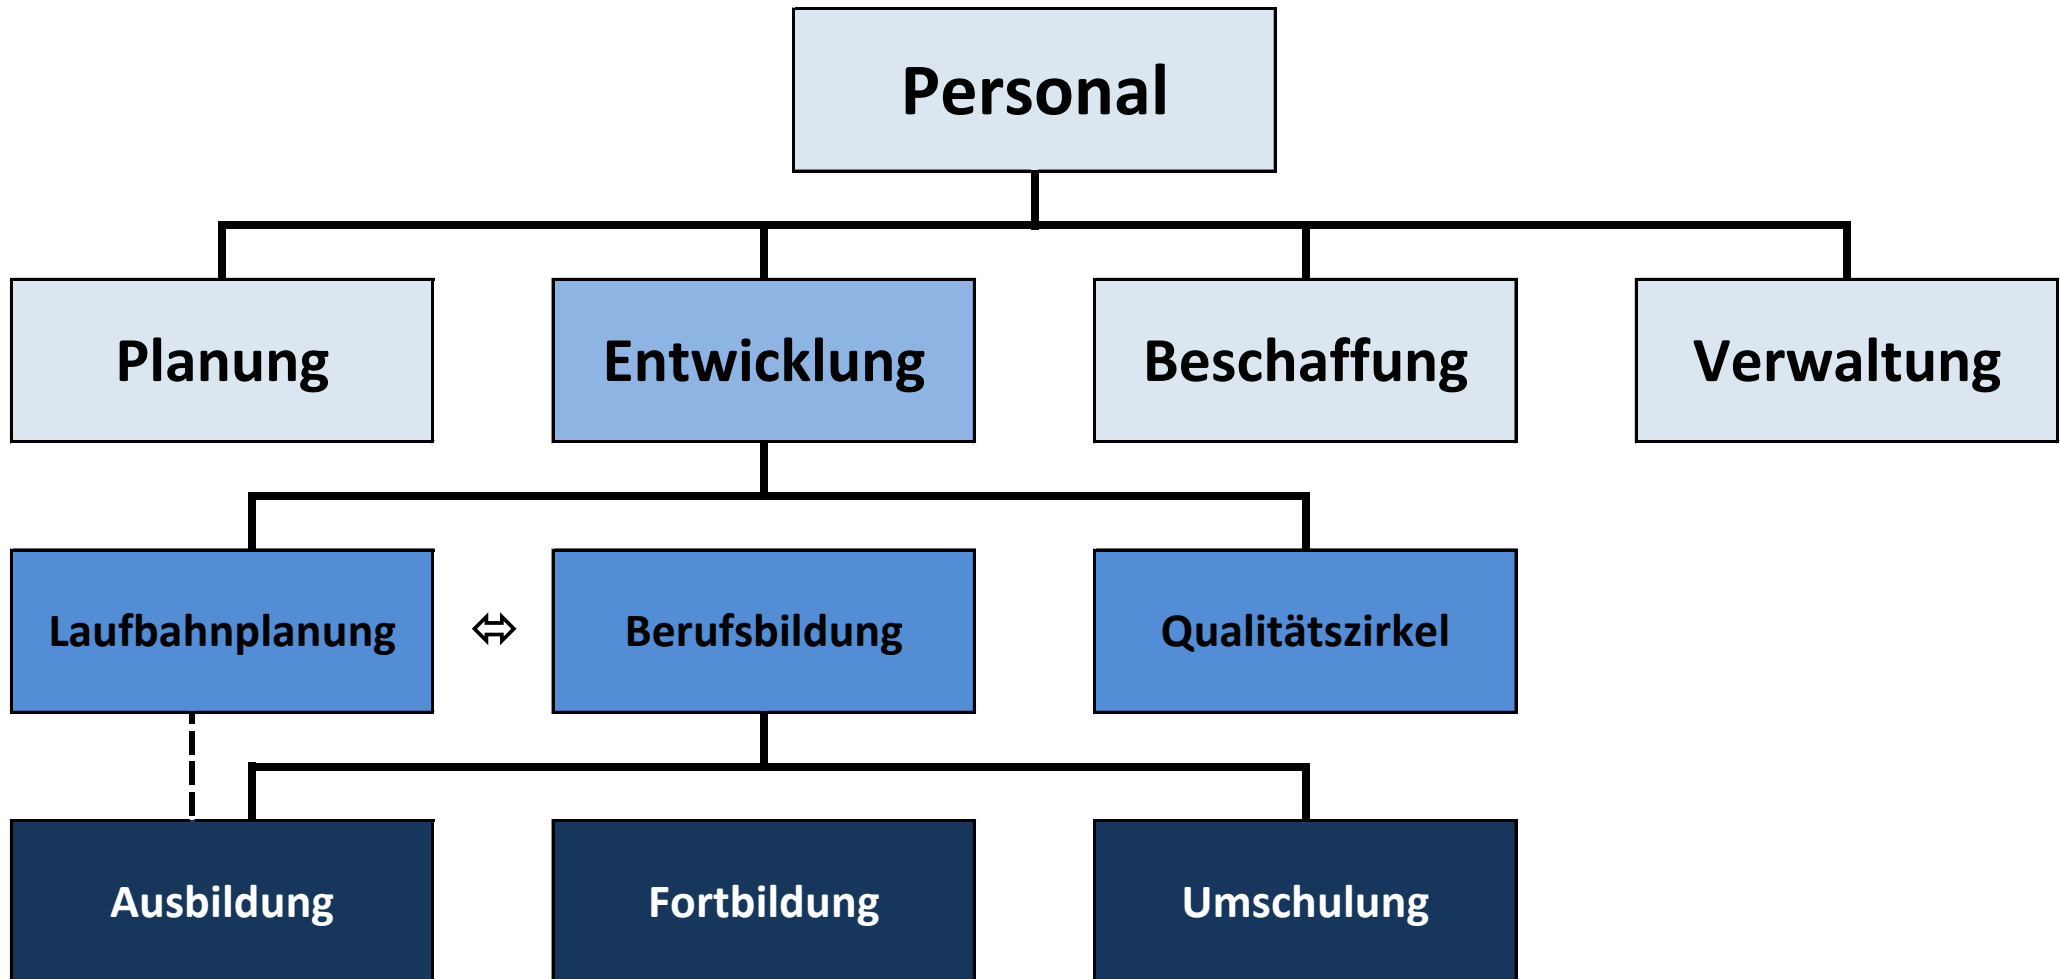 Personal
Planung
Entwicklung
Beschaffung
Verwaltung
Laufbahnplanung
Berufsbildung
Qualitätszirkel
Ausbildung
Fortbildung
Umschulung